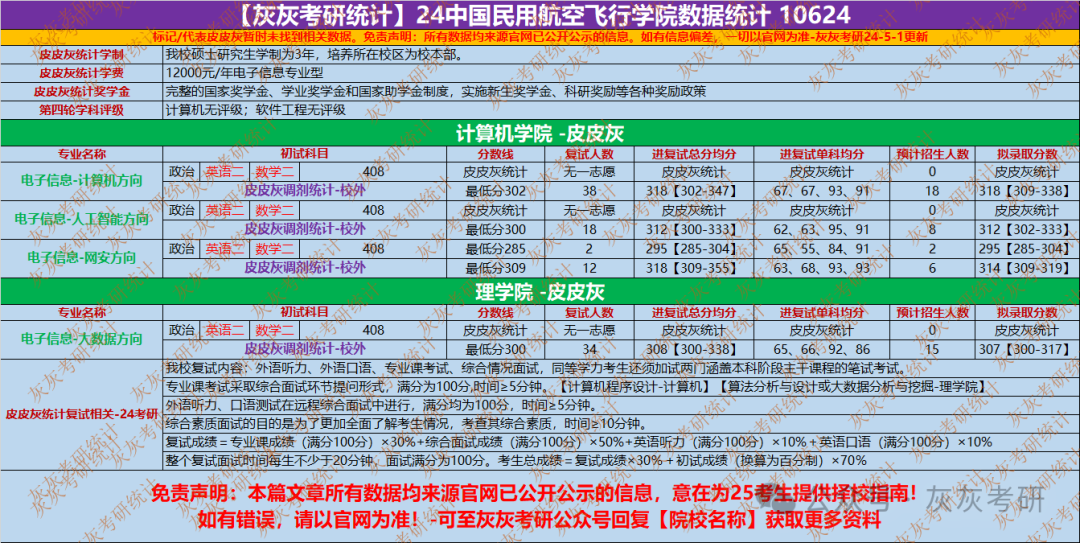 【灰灰考研统计】24中国民用航空飞行学院数据统计 10624
标记/代表皮皮灰暂时未找到相关数据。免责声明：所有数据均来源官网已公开公示的信息。如有信息偏差，一切以官网为准-灰灰考研24-5-1更新
皮皮灰统计学制 我校硕士研究生学制为3年，培养所在校区为校本部。
皮皮灰统计学费 12000元/年电子信息专业型
皮皮灰统计奖学金 完整的国家奖学金、学业奖学金和国家助学金制度，实施新生奖学金、科研奖励等各种奖励政策
第四轮学科评级 计算机无评级；软件工程无评级
计算机学院 -皮皮灰
专业名称 初试科目 分数线 复试人数 进复试总分均分 进复试单科均分 预计招生人数 拟录取分数
电子信息-计算机方向 政治 英语二 数学二 408 皮皮灰统计 无一志愿 皮皮灰统计 皮皮灰统计 0 皮皮灰统计
皮皮灰调剂统计-校外 最低分302 38 318【302-347】 67、67、93、91 18 318【309-338】
电子信息-人工智能方向 政治 英语二 数学二 408 皮皮灰统计 无一志愿 皮皮灰统计 皮皮灰统计 0 皮皮灰统计
皮皮灰调剂统计-校外 最低分300 18 312【300-333】 62、63、95、91 8 312【302-333】
电子信息-网安方向 政治 英语二 数学二 408 最低分285 2 295【285-304】 65、55、84、91 2 295【285-304】
皮皮灰调剂统计-校外 最低分309 12 318【309-355】 63、68、93、93 6 314【309-319】
理学院 -皮皮灰
专业名称 初试科目 分数线 复试人数 进复试总分均分 进复试单科均分 预计招生人数 拟录取分数
电子信息-大数据方向 政治 英语二 数学二 408 皮皮灰统计 无一志愿 皮皮灰统计 皮皮灰统计 0 皮皮灰统计
皮皮灰调剂统计-校外 最低分300 34 308【300-338】 65、66、92、86 15 307【300-317】
皮皮灰统计复试相关-24考研 我校复试内容：外语听力、外语口语、专业课考试、综合情况面试，同等学力考生还须加试两门涵盖本科阶段主干课程的笔试考试。
专业课考试采取综合面试环节提问形式，满分为100分,时间≥5分钟。【计算机程序设计-计算机】【算法分析与设计或大数据分析与挖掘-理学院】
外语听力、口语测试在远程综合面试中进行，满分均为100分，时间≥5分钟。
综合素质面试的目的是为了更加全面了解考生情况，考查其综合素质，时间≥10分钟。
复试成绩＝专业课成绩（满分100分）×30%+综合面试成绩（满分100分）×50%+英语听力（满分100分）×10%+英语口语（满分100分）×10%
整个复试面试时间每生不少于20分钟，面试满分为100分。考生总成绩＝复试成绩×30%＋初试成绩（换算为百分制）×70%
免责声明：本篇文章所有数据均来源官网已公开公示的信息，意在为25考生提供择校指南！
如有错误，请以官网为准！-可至灰灰考研公众号回复【院校名称】获取更多资料
公众号 灰灰考研
灰灰考研统计